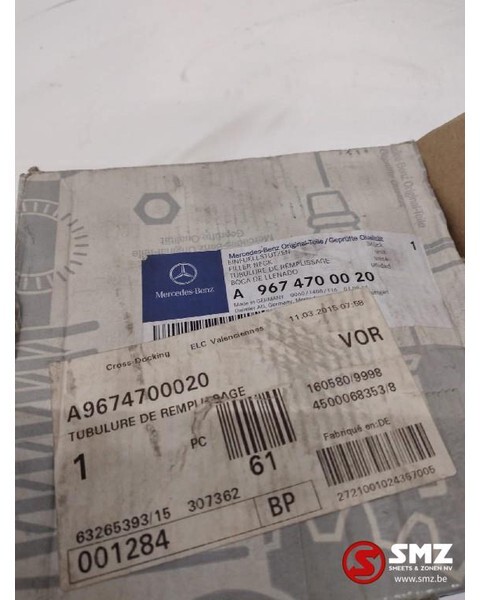 Mercedes-Benz Original-Teile / Geprüfte Qualität
EINFUELLSTUTZEN
FILLER NECK
TUBULURE DE REMPLISSAGE
BOCA DE LLENADO
1
Mercedes-Benz
A 967 470 00 20
Made in GERMANY
Cross-Docking ELC Valenciennes 11.03.2015 07:58
A9674700020 VOR
TUBULURE DE REMPLISSAGE 160580/9998
4500068353/8
1 PC
61
Fabriqué en:DE
63265393/15 307362
001284 BP 2721001024367005
SMZ
SHEETS & ZONEN NV
www.smz.be